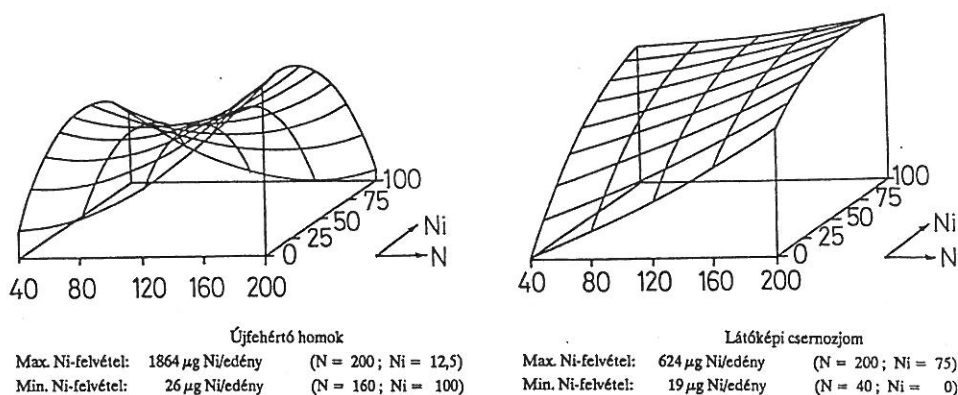 100
75
50
25
0
Ni
N
40 80 120 160 200
Újfehértó homok
Max. Ni-felvétel: 1864 µg Ni/edény (N = 200 ; Ni = 12,5)
Min. Ni-felvétel: 26 µg Ni/edény (N = 160 ; Ni = 100)
100
75
50
25
0
Ni
N
40 80 120 160 200
Látóképi csernozjom
Max. Ni-felvétel: 624 µg Ni/edény (N = 200 ; Ni = 75)
Min. Ni-felvétel: 19 µg Ni/edény (N = 40 ; Ni = 0)